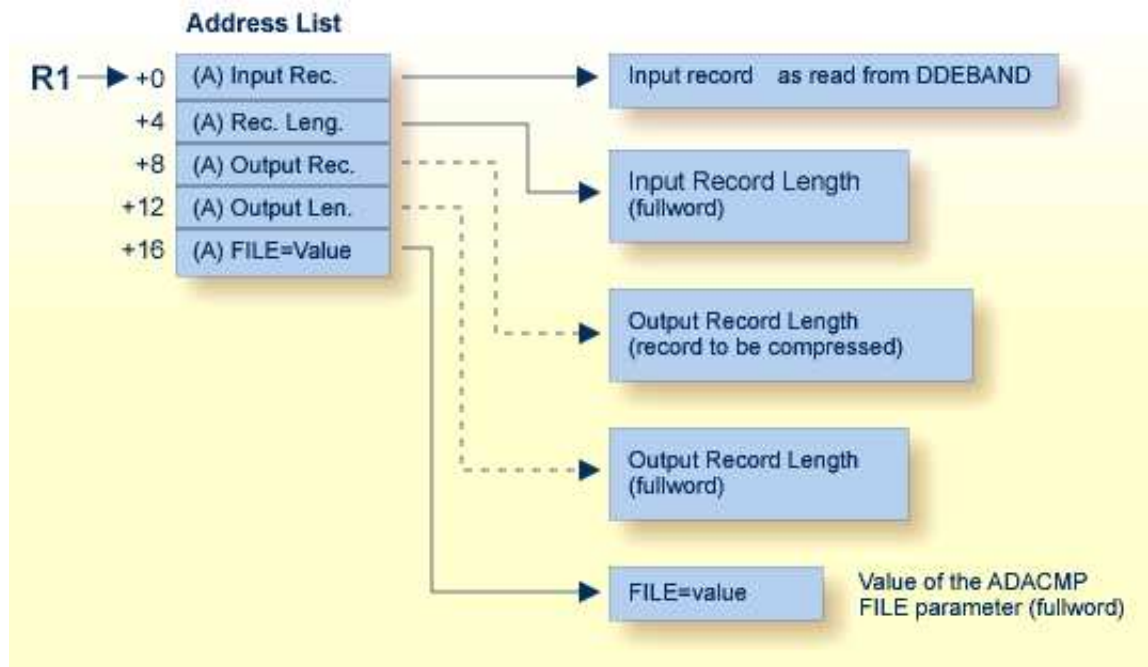 Address List
R1 +0 (A) Input Rec.
+4 (A) Rec. Leng.
+8 (A) Output Rec.
+12 (A) Output Len.
+16 (A) FILE=Value
Input record as read from DDEBAND
Input Record Length
(fullword)
Output Record Length
(record to be compressed)
Output Record Length
(fullword)
FILE=value
Value of the ADACMP
FILE parameter (fullword)